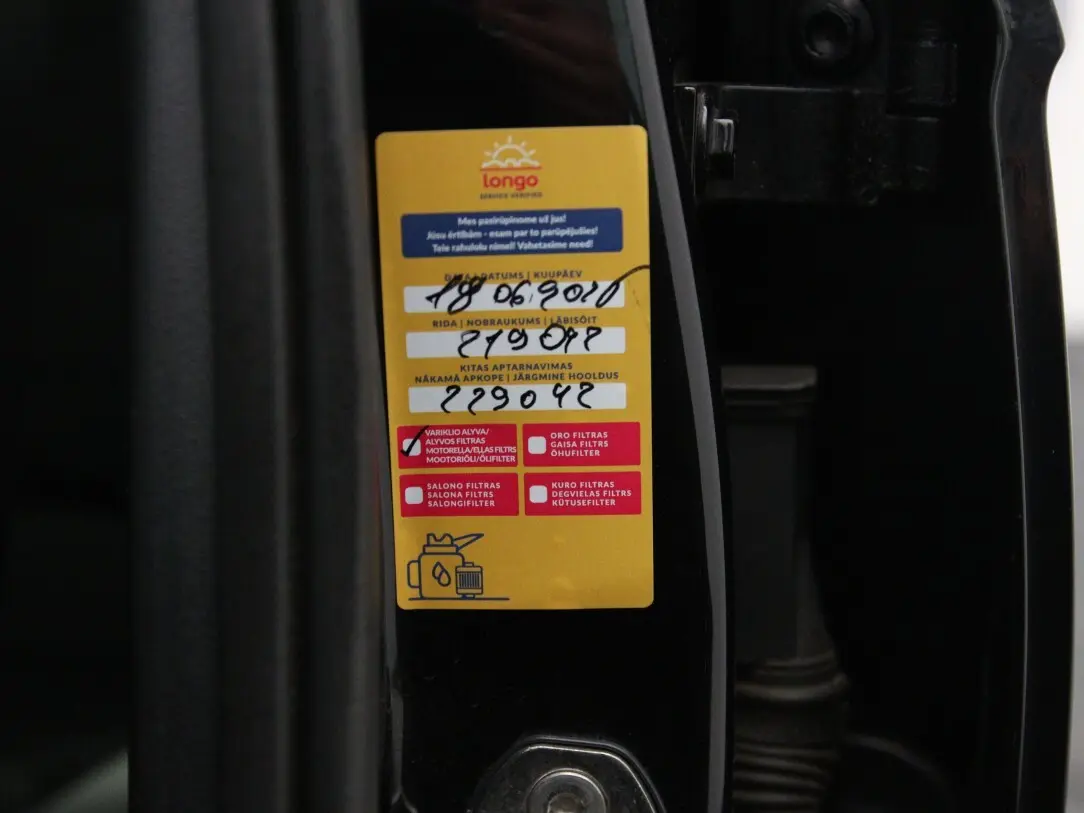 longo
SERVICE VERIFIED
Mes pasirūpinome už jus!
Jūsu ērtībām - esam par to parūpējušies!
Teie rahulolu nimel! Vahetasime need!
DATA | DATUMS | KUUPÄEV
18 06.2020
RIDA | NOBRAUKUMS | LÄBISÕIT
219042
KITAS APTARNAVIMAS
NĀKAMĀ APKOPE | JÄRGMINE HOOLDUS
229042
VARIKLIO ALYVA/
ALYVOS FILTRAS
MOTOREĻĻA/EĻĻAS FILTRS
MOOTORIÕLI/ÕLIFILTER
ORO FILTRAS
GAISA FILTRS
ÕHUFILTER
SALONO FILTRAS
SALONA FILTRS
SALONGIFILTER
KURO FILTRAS
DEGVIELAS FILTRS
KÜTUSEFILTER